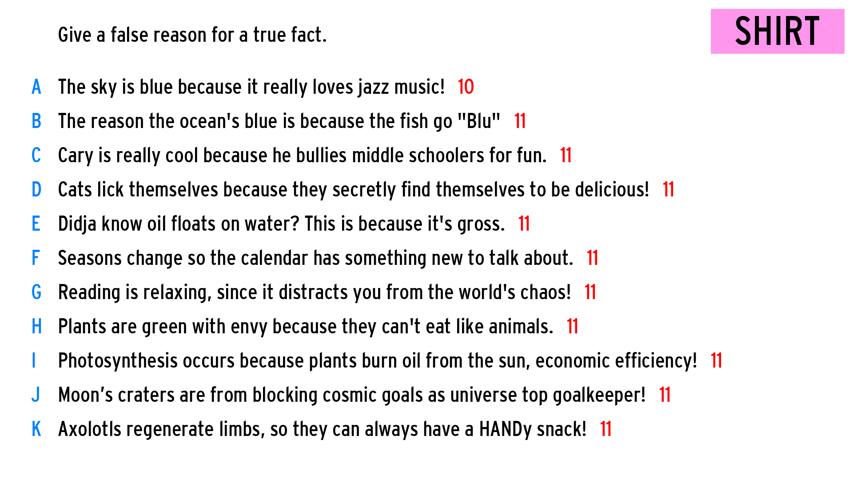 Give a false reason for a true fact.
SHIRT
A The sky is blue because it really loves jazz music! 10
B The reason the ocean's blue is because the fish go "Blu" 11
C Cary is really cool because he bullies middle schoolers for fun. 11
D Cats lick themselves because they secretly find themselves to be delicious! 11
E Didja know oil floats on water? This is because it's gross. 11
F Seasons change so the calendar has something new to talk about. 11
G Reading is relaxing, since it distracts you from the world's chaos! 11
H Plants are green with envy because they can't eat like animals. 11
I Photosynthesis occurs because plants burn oil from the sun, economic efficiency! 11
J Moon’s craters are from blocking cosmic goals as universe top goalkeeper! 11
K Axolotls regenerate limbs, so they can always have a HANDy snack! 11